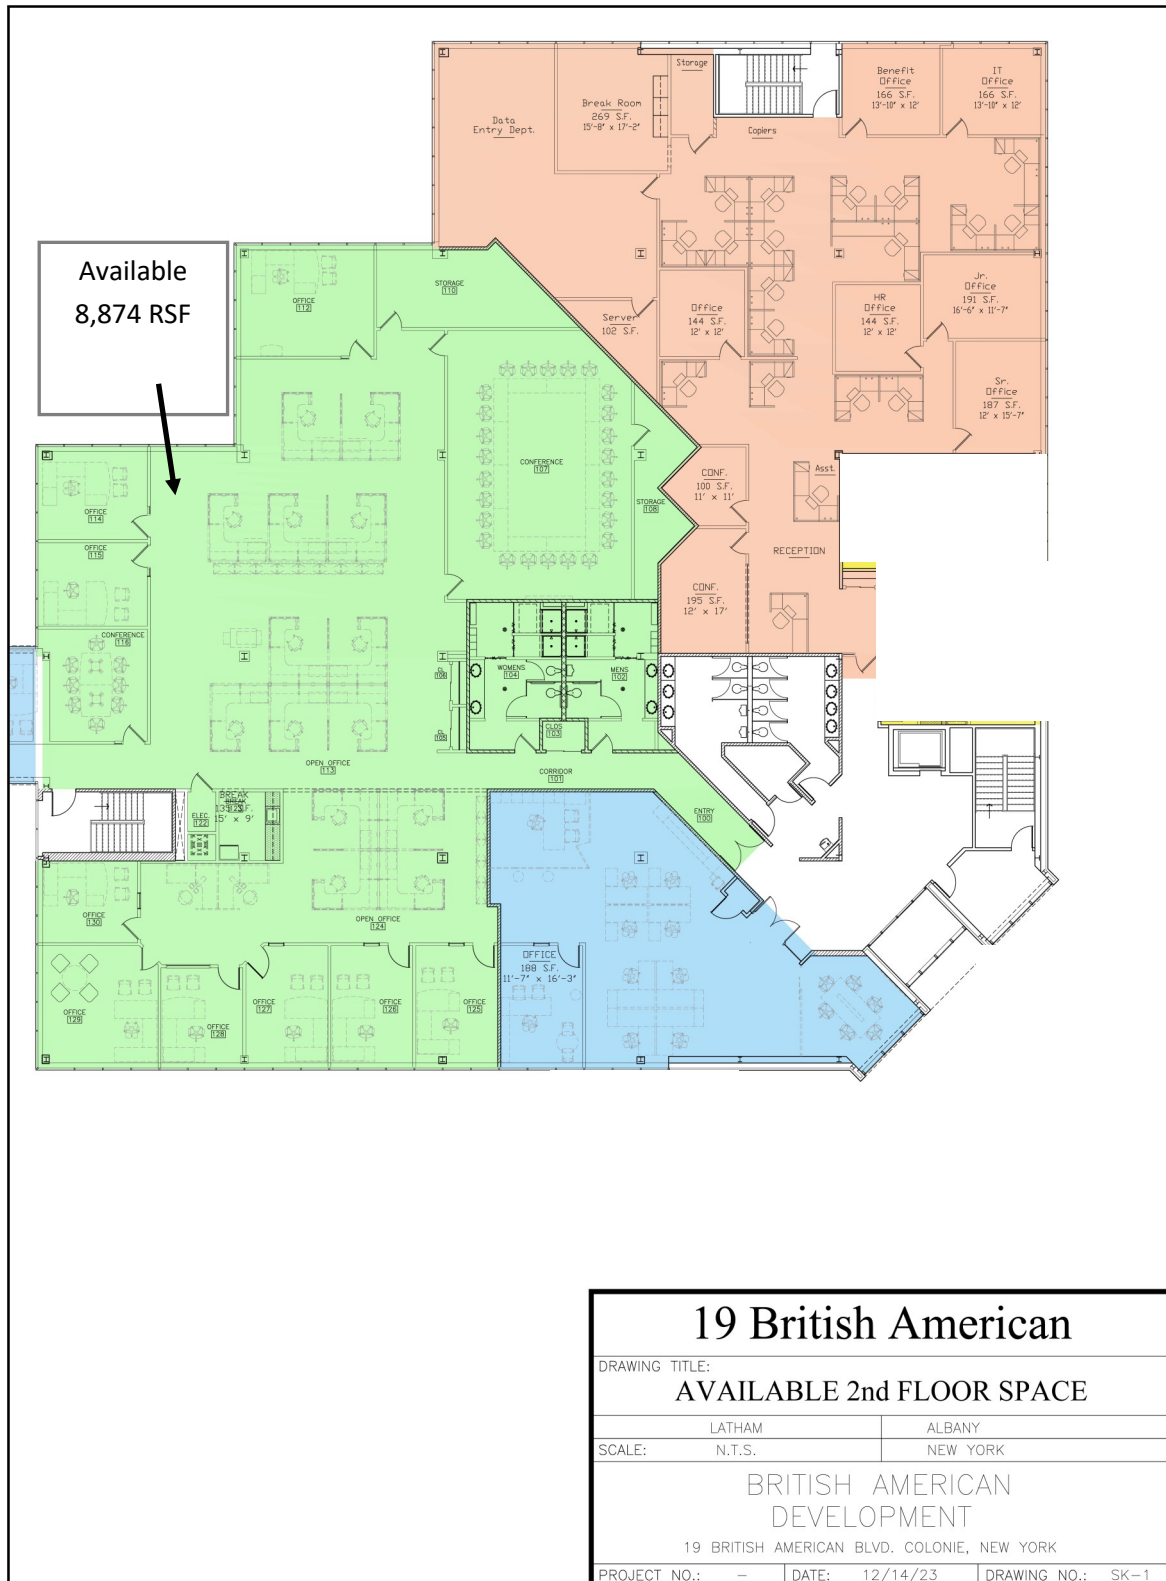 Available
8,874 RSF
Storage
Benefit
Office
166 S.F.
13'-10" x 12'
IT
Office
166 S.F.
13'-10" x 12'
Break Room
269 S.F.
15'-8" x 17'-2"
Data
Entry Dept.
Copiers
Jr.
Office
191 S.F.
16'-6" x 11'-7"
HR
Office
144 S.F.
12' x 12'
Office
144 S.F.
12' x 12'
Server
102 S.F.
Sr.
Office
187 S.F.
12' x 15'-7"
Asst.
CONF.
100 S.F.
11' x 11'
RECEPTION
CONF.
195 S.F.
12' x 17'
STORAGE
110
OFFICE
112
CONFERENCE
107
STORAGE
108
OFFICE
114
OFFICE
115
CONFERENCE
116
WOMENS
104
MENS
102
CL
106
CL
105
CLOS
103
OPEN OFFICE
113
CORRIDOR
101
ENTRY
100
BREAK
BREAK
15' x 9'
ELEC.
122
OPEN OFFICE
124
OFFICE
130
OFFICE
129
OFFICE
128
OFFICE
127
OFFICE
126
OFFICE
125
OFFICE
188 S.F.
11'-7" x 16'-3"
19 British American
DRAWING TITLE:
AVAILABLE 2nd FLOOR SPACE
LATHAM ALBANY
SCALE: N.T.S. NEW YORK
BRITISH AMERICAN
DEVELOPMENT
19 BRITISH AMERICAN BLVD. COLONIE, NEW YORK
PROJECT NO.: - DATE: 12/14/23 DRAWING NO.: SK-1